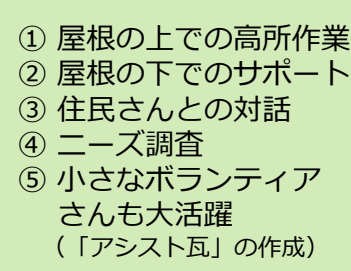 ① 屋根の上での高所作業
② 屋根の下でのサポート
③ 住民さんとの対話
④ ニーズ調査
⑤ 小さなボランティア
さんも大活躍
（「アシスト瓦」の作成）